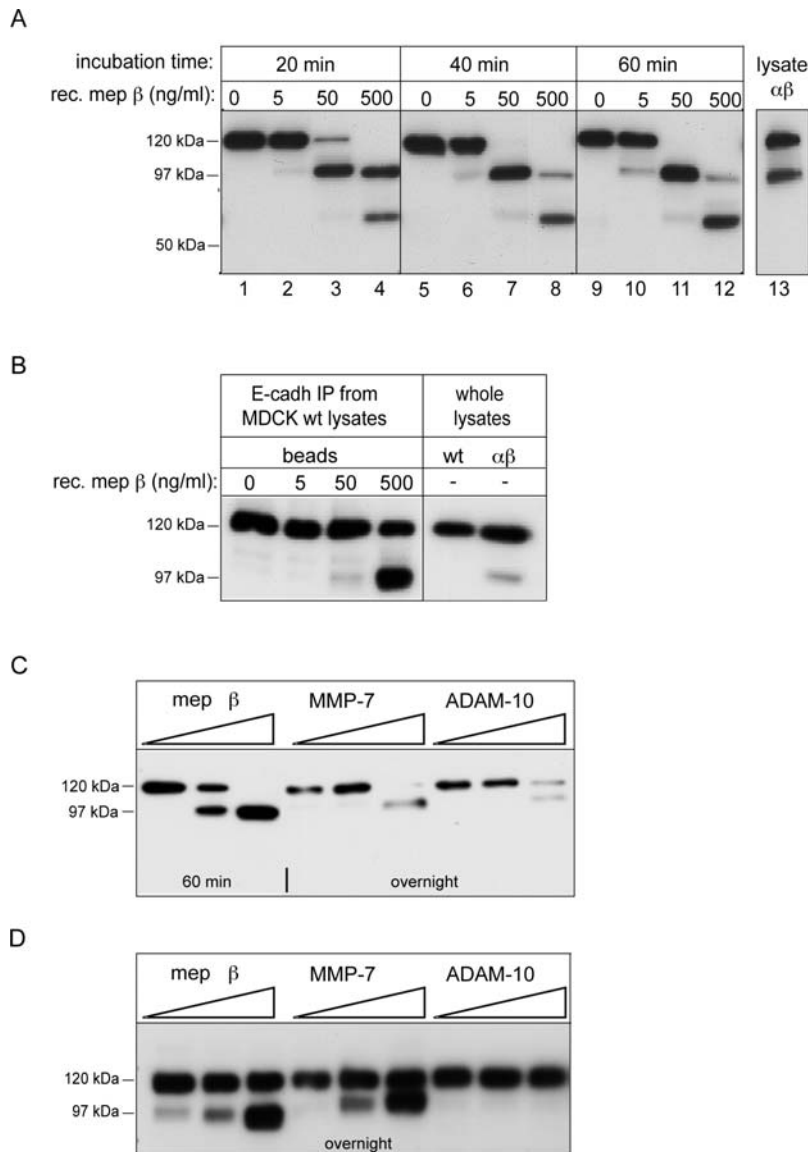 A
incubation time: 20 min 40 min 60 min lysate
rec. mep β (ng/ml): 0 5 50 500 0 5 50 500 0 5 50 500 αβ
120 kDa
97 kDa
50 kDa
1 2 3 4 5 6 7 8 9 10 11 12 13
B
E-cadh IP from whole
MDCK wt lysates lysates
beads wt αβ
rec. mep β (ng/ml): 0 5 50 500 - -
120 kDa
97 kDa
C
mep β MMP-7 ADAM-10
120 kDa
97 kDa
60 min overnight
D
mep β MMP-7 ADAM-10
120 kDa
97 kDa
overnight